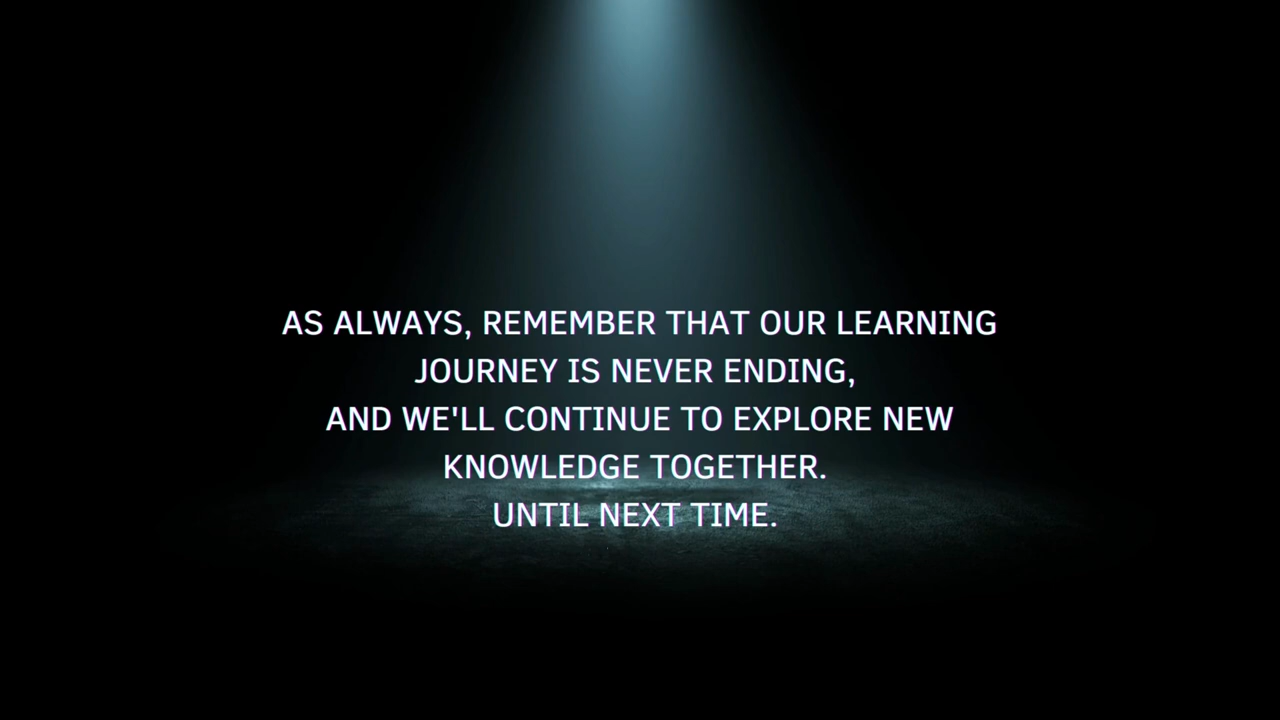 AS ALWAYS, REMEMBER THAT OUR LEARNING
JOURNEY IS NEVER ENDING,
AND WE'LL CONTINUE TO EXPLORE NEW
KNOWLEDGE TOGETHER.
UNTIL NEXT TIME.